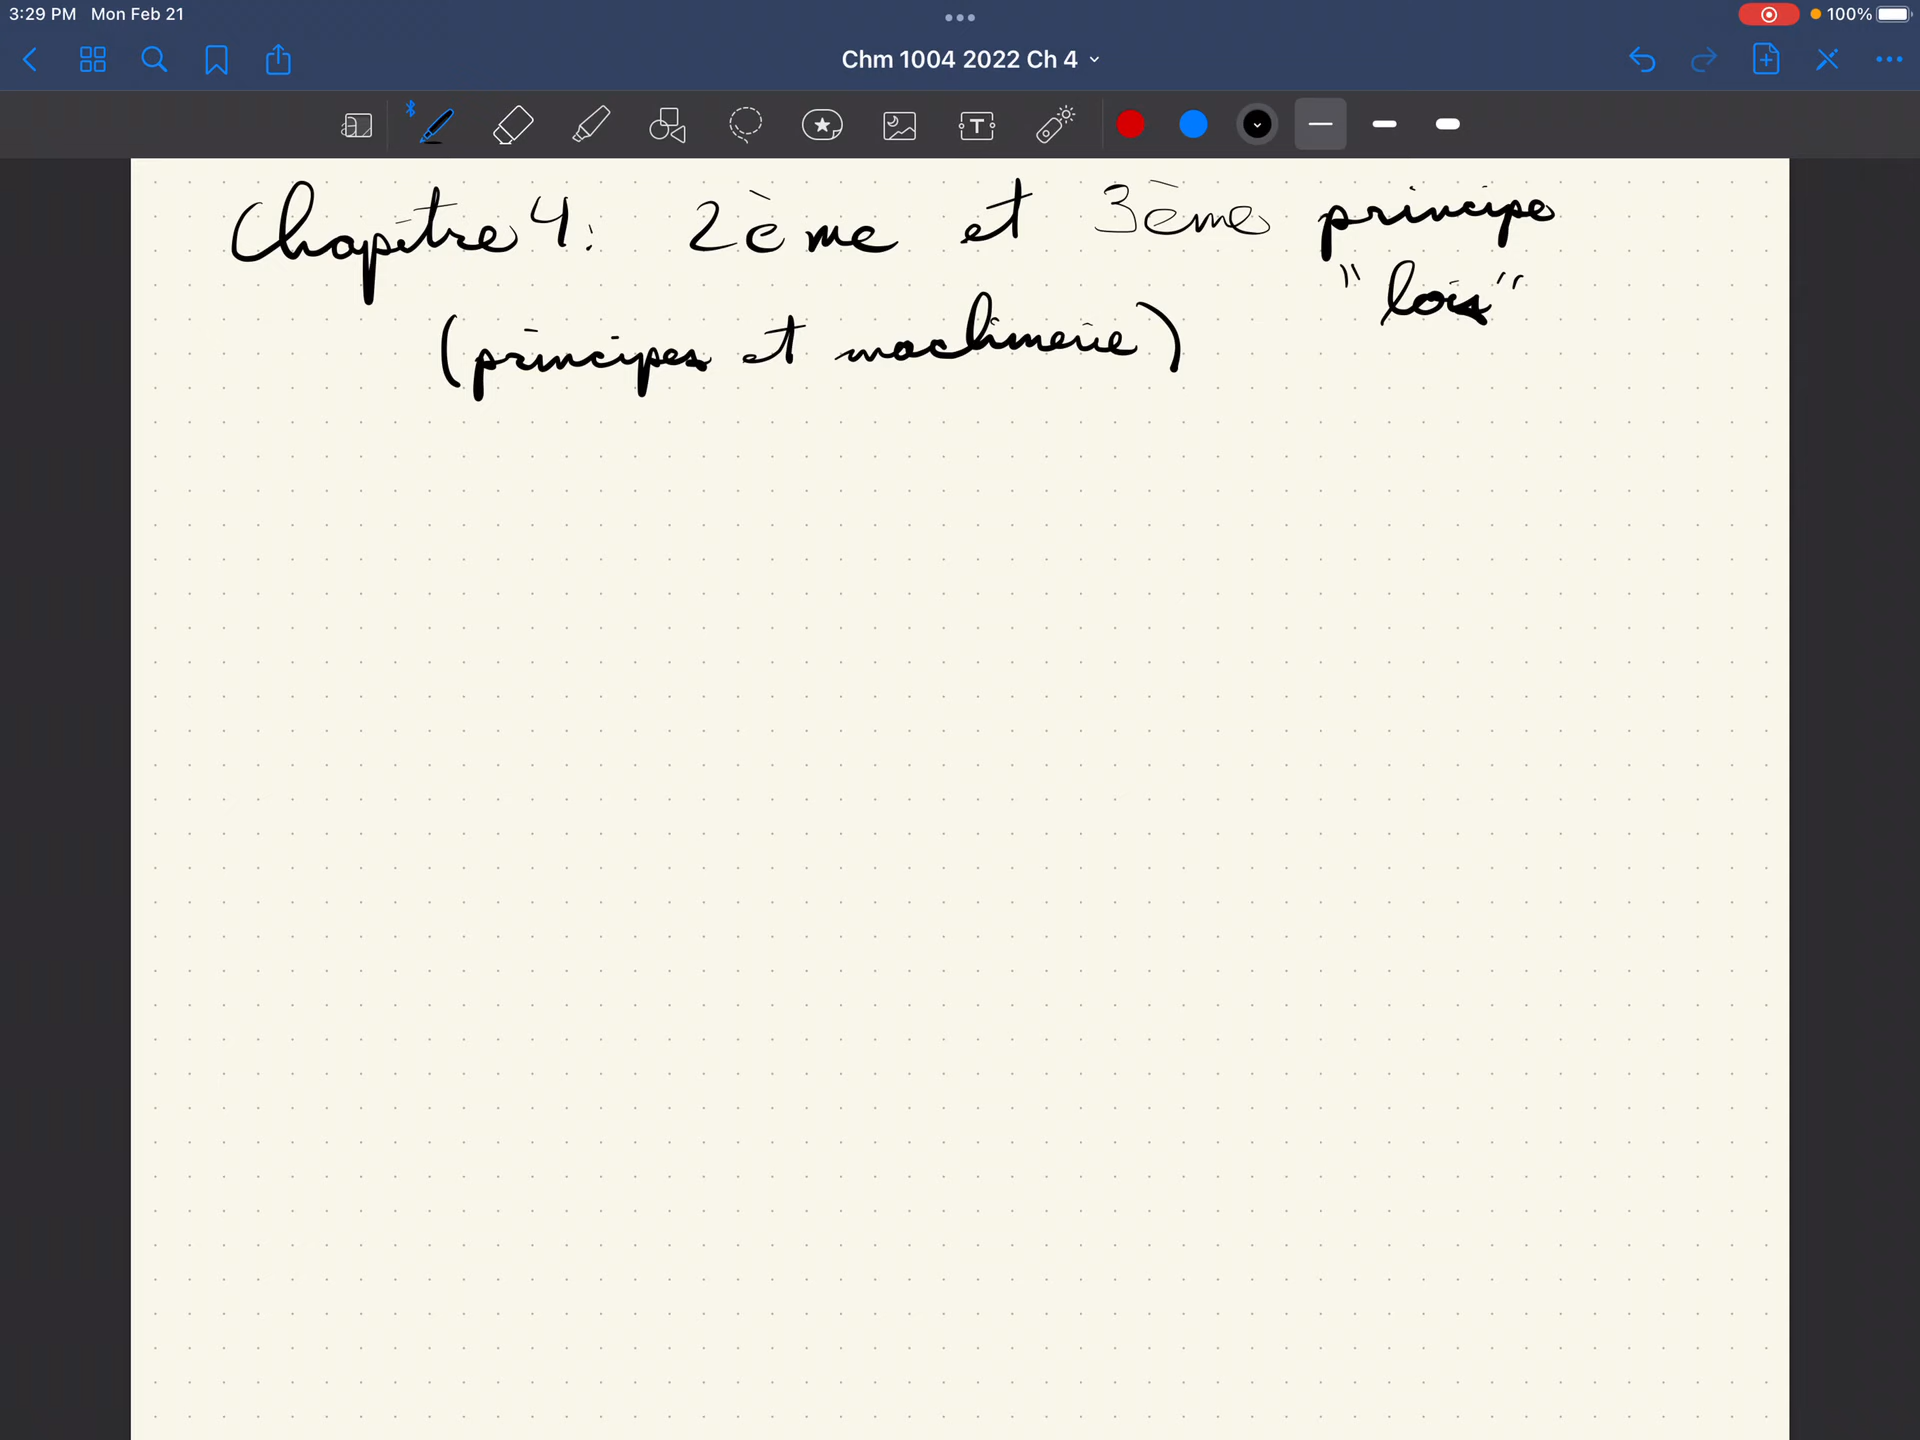 3:29 PM Mon Feb 21
100%
Chm 1004 2022 Ch 4
Chapitre 4: 2ème et 3ème principe
"lois"
(principes et machinerie)